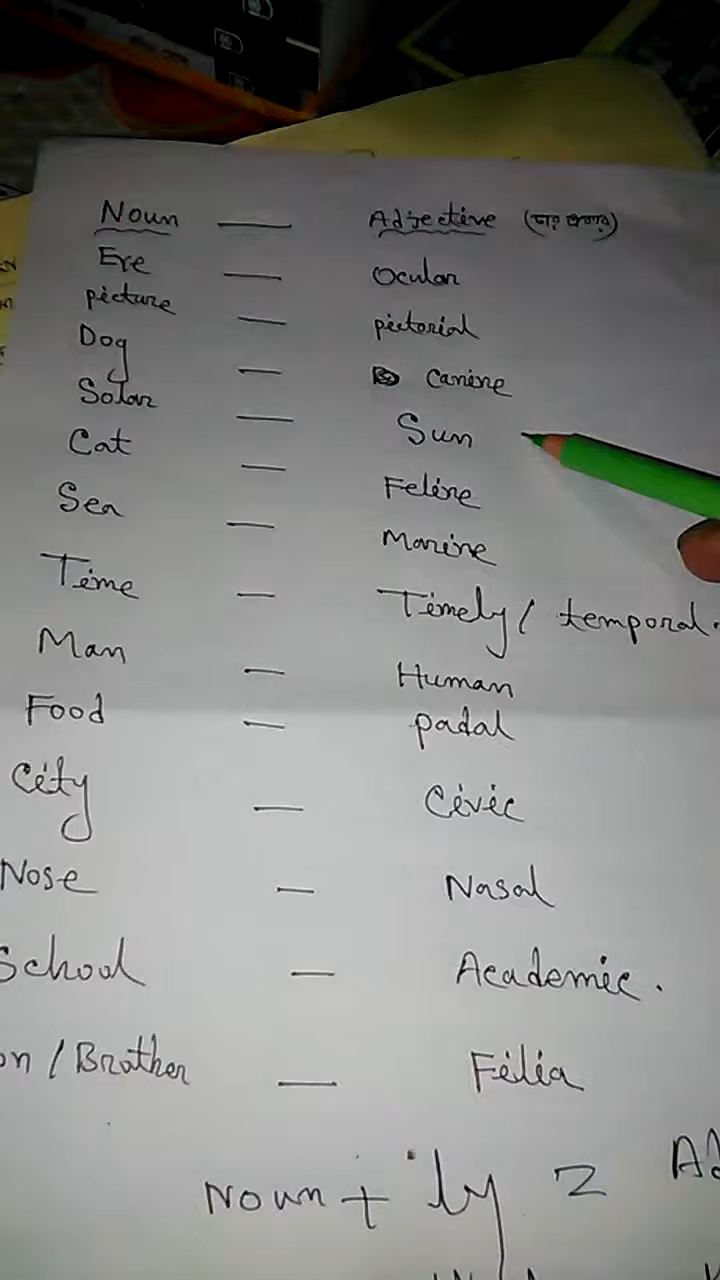 Noun — Adjective
Eye — Ocular
picture — pictorial
Dog — Canine
Solar — Sun
Cat — Feline
Sea — Marine
Time — Timely / temporal.
Man — Human
Food — padal
City — Civic
Nose — Nasal
School — Academic.
on / Brother — Filia
Noun + ly = Ad